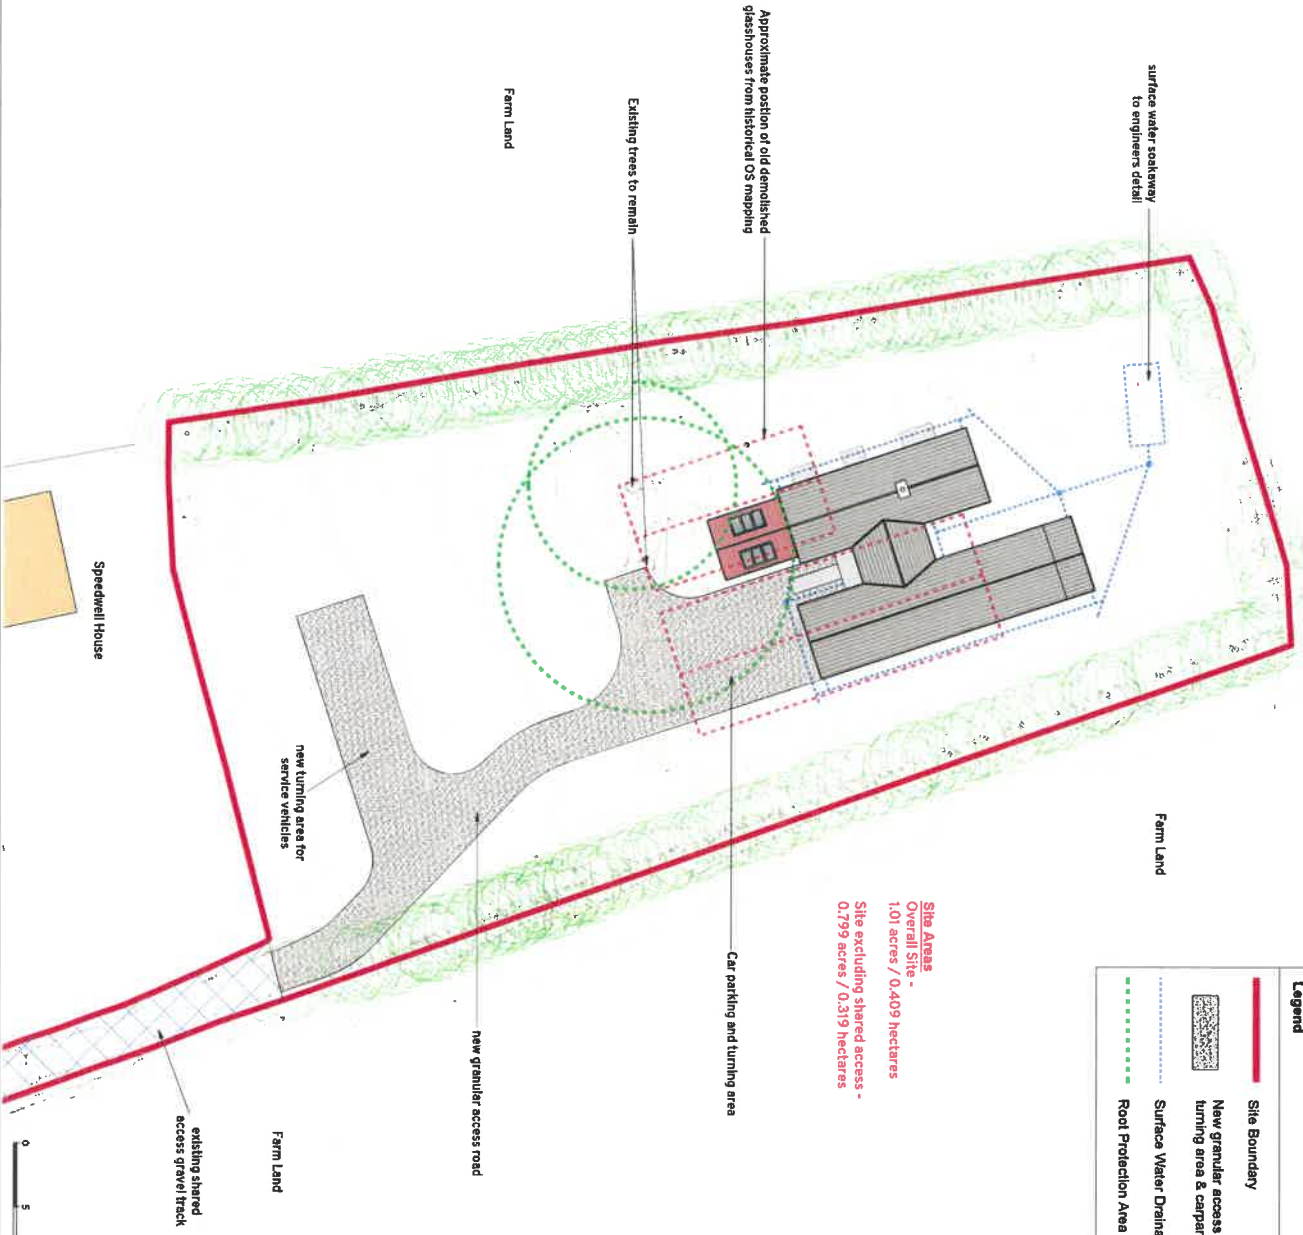 surface water soakaway
to engineers detail
Approximate postion of old demolished
glasshouses from historical OS mapping
Existing trees to remain
Farm Land
Farm Land
Legend
Site Boundary
New granular access
turning area & carpar
Surface Water Draina
Root Protection Area
Site Areas
Overall Site -
1.01 acres / 0.409 hectares
Site excluding shared access -
0.799 acres / 0.319 hectares
Car parking and turning area
new granular access road
new turning area for
service vehicles
Speedwell House
Farm Land
existing shared
access gravel track
0
5